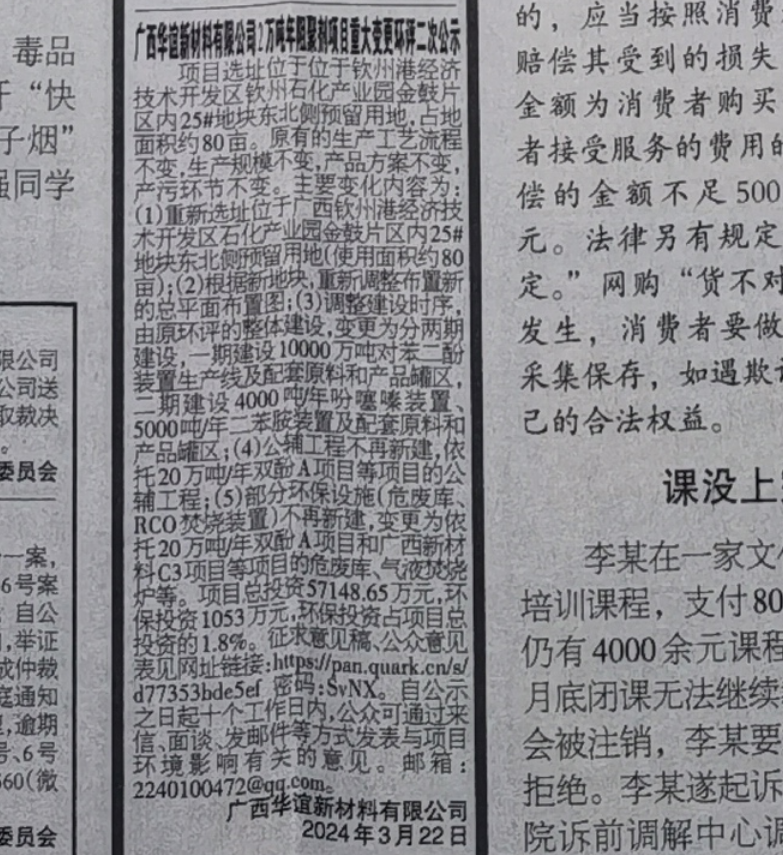 毒品
“快
子烟”
强同学
限公司
公司送
取裁决
。
委员会
一案,
6号案
自公
,举证
成仲裁
庭通知
,逾期
号、6号
560(微
委员会
广西华谊新材料有限公司2万吨年阻聚剂项目重大变更环评二次公示
项目选址位于位于钦州港经济
技术开发区钦州石化产业园金鼓片
区内25#地块东北侧预留用地,占地
面积约80亩。原有的生产工艺流程
不变,生产规模不变,产品方案不变,
产污环节不变。主要变化内容为:
(1)重新选址位于广西钦州港经济技
术开发区石化产业园金鼓片区内25#
地块东北侧预留用地(使用面积约80
亩);(2)根据新地块,重新调整布置新
的总平面布置图;(3)调整建设时序,
由原环评的整体建设,变更为分两期
建设,一期建设10000万吨对苯二酚
装置生产线及配套原料和产品罐区,
二期建设4000吨/年吩噻嗪装置、
5000吨/年二苯胺装置及配套原料和
产品罐区;(4)公辅工程不再新建,依
托20万吨/年双酚A项目等项目的公
辅工程;(5)部分环保设施(危废库、
RCO焚烧装置)不再新建,变更为依
托20万吨/年双酚A项目和广西新材
料C3项目等项目的危废库、气液焚烧
炉等。项目总投资57148.65万元,环
保投资1053万元,环保投资占项目总
投资的1.8%。征求意见稿、公众意见
表见网址链接:https://pan.quark.cn/s/
d77353bde5ef 密码:SvNX。自公示
之日起十个工作日内,公众可通过来
信、面谈、发邮件等方式发表与项目
环境影响有关的意见。邮箱:
2240100472@qq.com。
广西华谊新材料有限公司
2024年3月22日
的,应当按照消费
赔偿其受到的损失
金额为消费者购买
者接受服务的费用的
偿的金额不足500
元。法律另有规定
定。”网购“货不对
发生,消费者要做
采集保存,如遇欺
己的合法权益。
课没上
李某在一家文
培训课程,支付80
仍有4000余元课程
月底闭课无法继续
会被注销,李某要
拒绝。李某遂起诉
院诉前调解中心调